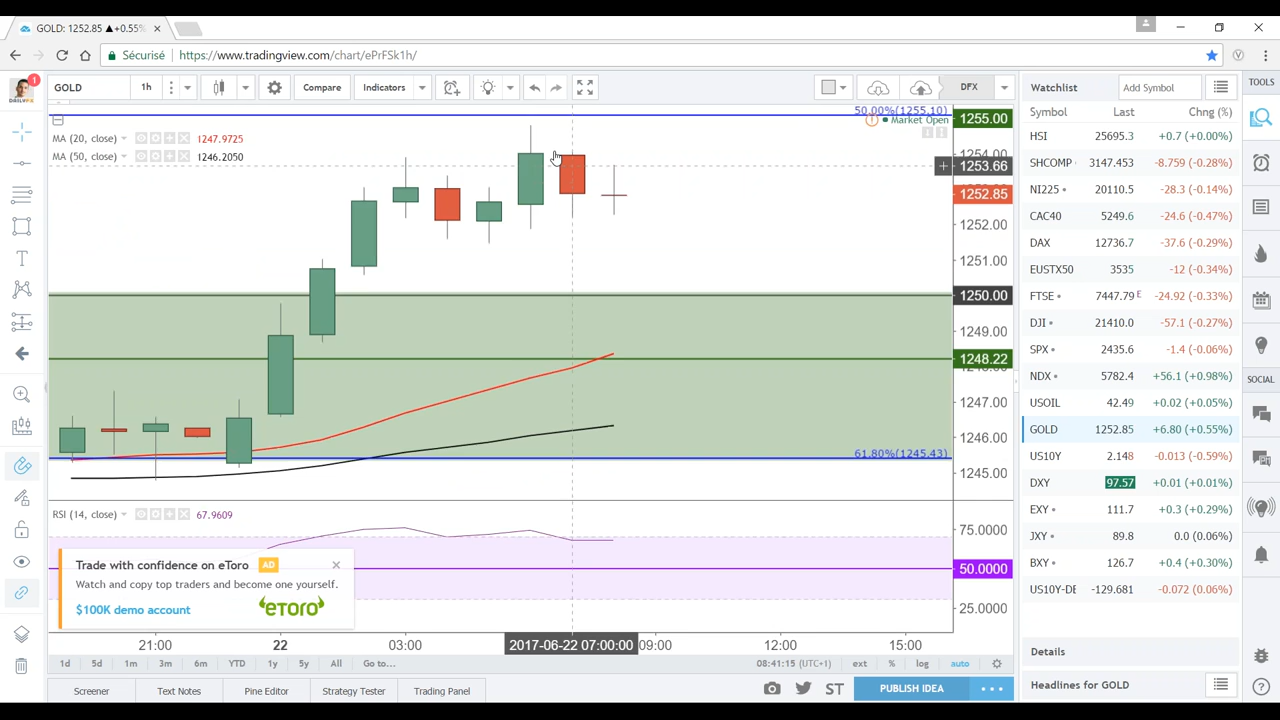 GOLD: 1252.85 ▲+0.55%
Sécurisé https://www.tradingview.com/chart/ePrFSk1h/
1
DAILYFX
GOLD 1h Indicators Compare DFX
MA (20, close) 1247.9725
MA (50, close) 1246.2050
50.00%(1255.10)
Market Open
1255.00
1254.00
1253.66
1252.85
1252.00
1251.00
1250.00
1249.00
1248.22
1247.00
1246.00
61.80%(1245.43)
1245.00
RSI (14, close) 67.9609
75.0000
50.0000
25.0000
Trade with confidence on eToro AD
Watch and copy top traders and become one yourself.
$100K demo account eTORO
21:00 22 03:00 2017-06-22 07:00:00 09:00 12:00 15:00
1d 5d 1m 3m 6m YTD 1y 5y All Go to... 08:41:15 (UTC+1) ext % log auto
Screener Text Notes Pine Editor Strategy Tester Trading Panel ST PUBLISH IDEA
Watchlist Add Symbol
Symbol Last Chng (%)
HSI 25695.3 +0.7 (+0.00%)
SHCOMP 3147.453 -8.759 (-0.28%)
NI225 20110.5 -28.3 (-0.14%)
CAC40 5249.6 -24.6 (-0.47%)
DAX 12736.7 -37.6 (-0.29%)
EUSTX50 3535 -12 (-0.34%)
FTSE 7447.79 E -24.92 (-0.33%)
DJI 21410.0 -57.1 (-0.27%)
SPX 2435.6 -1.4 (-0.06%)
NDX 5782.4 +56.1 (+0.98%)
USOIL 42.49 +0.02 (+0.05%)
GOLD 1252.85 +6.80 (+0.55%)
US10Y 2.148 -0.013 (-0.59%)
DXY 97.57 +0.01 (+0.01%)
EXY 111.7 +0.3 (+0.29%)
JXY 89.8 0.0 (0.06%)
BXY 126.7 +0.4 (+0.30%)
US10Y-DE -129.681 -0.072 (0.06%)
Details
Headlines for GOLD
TOOLS
SOCIAL